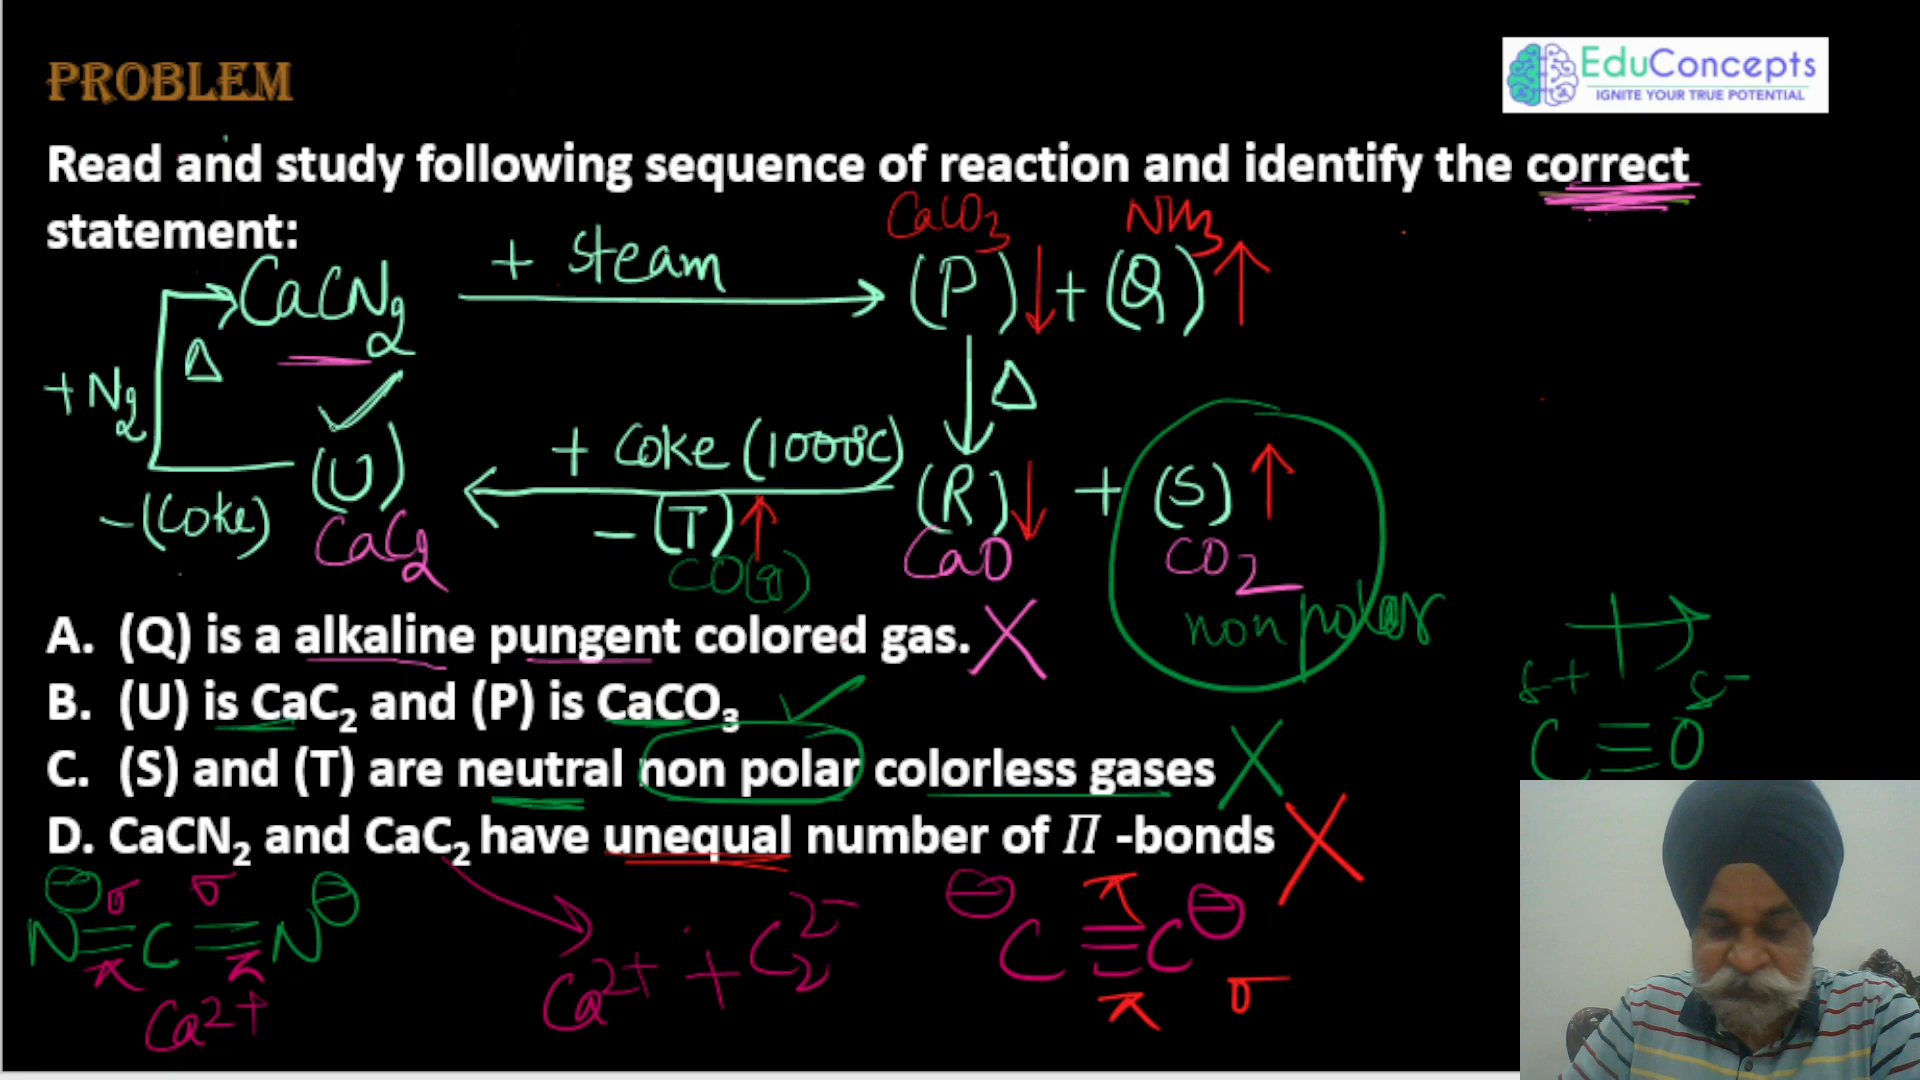 PROBLEM
EduConcepts
IGNITE YOUR TRUE POTENTIAL
Read and study following sequence of reaction and identify the correct
statement:
CaCO3 NH3
CaCN2 + Steam (P)↓ + (Q)↑
+N2 Δ Δ
(U) + Coke (1000°C) (R)↓ + (S)↑
-(Coke) CaC2 -(T)↑ CO(g) CaO CO2
non polar
A. (Q) is a alkaline pungent colored gas. X
B. (U) is CaC₂ and (P) is CaCO₃ ✓
C. (S) and (T) are neutral non polar colorless gases X
δ+ δ-
C≡O
D. CaCN₂ and CaC₂ have unequal number of Π -bonds X
⊖ σ σ ⊖ ⊖ π ⊖
N=C=N Ca2+ + C2 2- C≡C
π π π σ
Ca2+